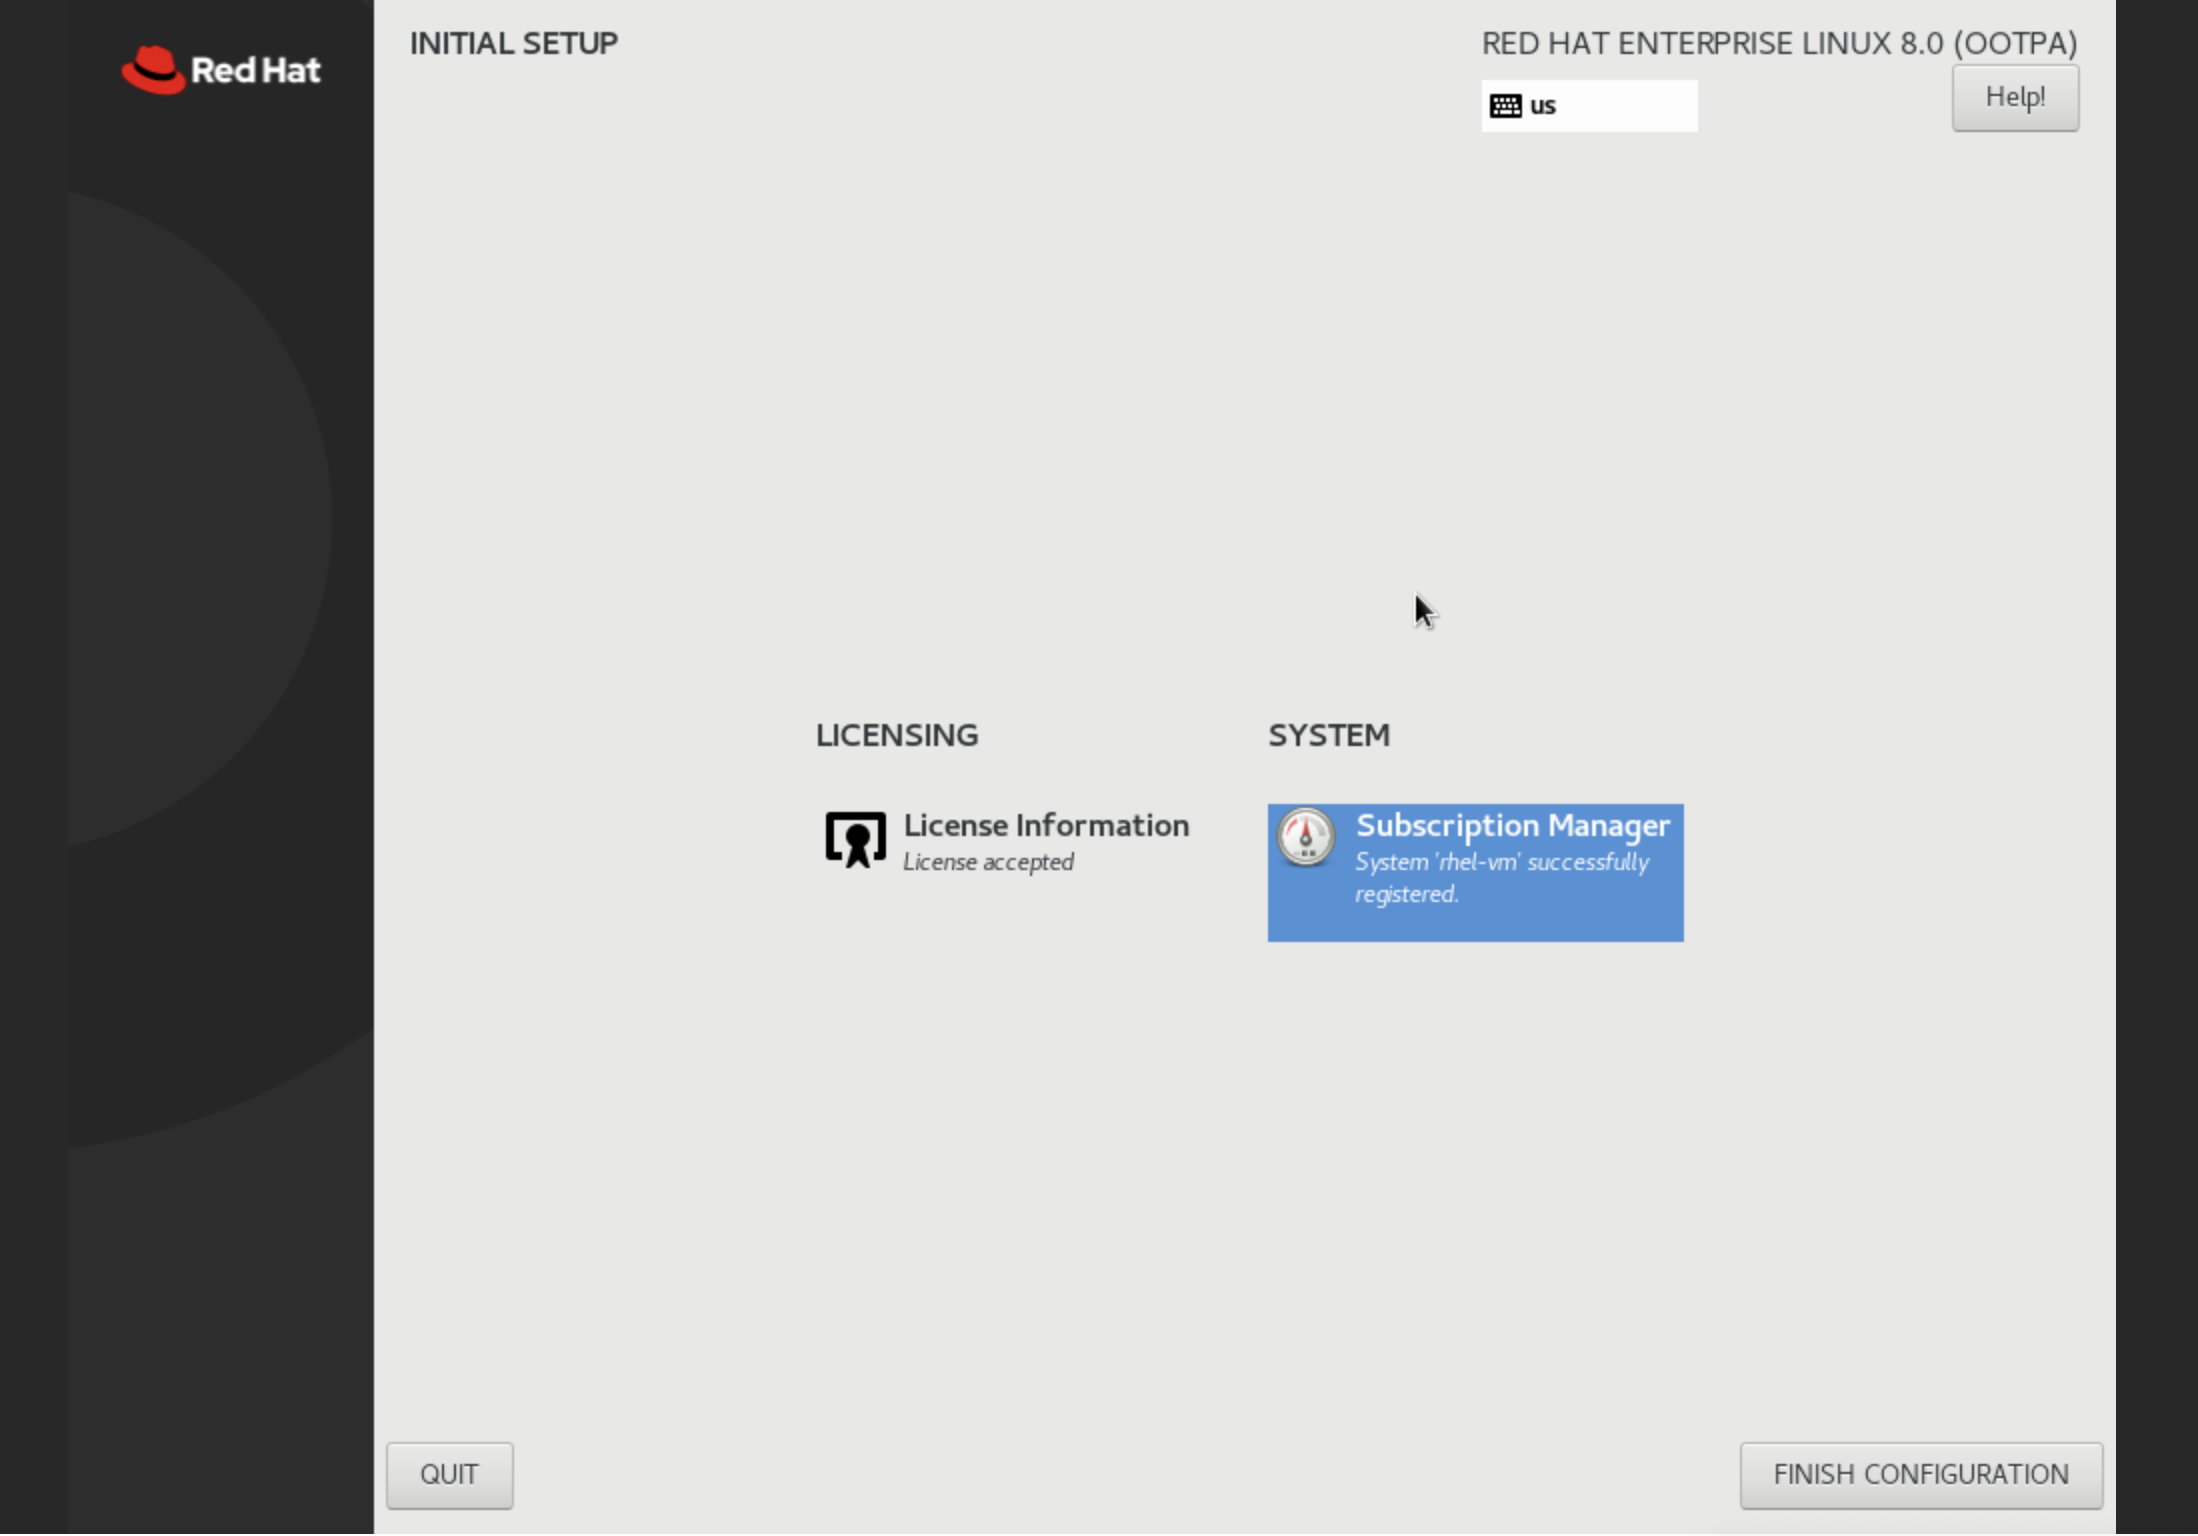 Red Hat
INITIAL SETUP
RED HAT ENTERPRISE LINUX 8.0 (OOTPA)
us
Help!
LICENSING
License Information
License accepted
SYSTEM
Subscription Manager
System 'rhel-vm' successfully
registered.
QUIT
FINISH CONFIGURATION